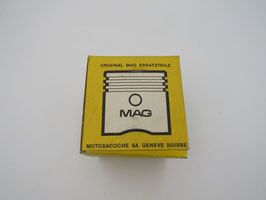 ORIGINAL MAG ERSATZTEILE
MAG
MOTOSACOCHE SA GENEVE SUISSE